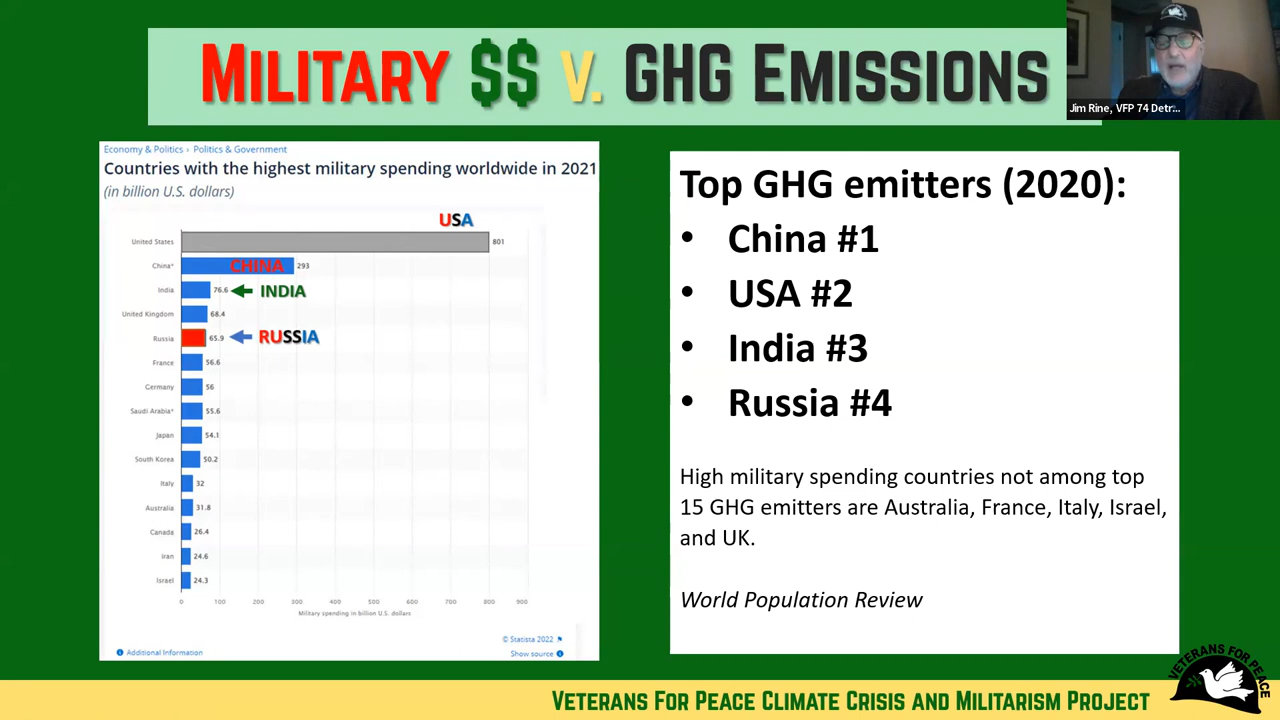 MILITARY $$ V. GHG EMISSIONS
Jim Rine, VFP 74 Detr...
Economy & Politics › Politics & Government
Countries with the highest military spending worldwide in 2021
(in billion U.S. dollars)
USA
United States 801
China* CHINA 293
India 76.6 INDIA
United Kingdom 68.4
Russia 65.9 RUSSIA
France 56.6
Germany 56
Saudi Arabia* 55.6
Japan 54.1
South Korea 50.2
Italy 32
Australia 31.8
Canada 26.4
Iran 24.6
Israel 24.3
0 100 200 300 400 500 600 700 800 900
Military spending in billion U.S. dollars
© Statista 2022
Additional Information Show source
Top GHG emitters (2020):
• China #1
• USA #2
• India #3
• Russia #4
High military spending countries not among top
15 GHG emitters are Australia, France, Italy, Israel,
and UK.
World Population Review
VETERANS FOR PEACE CLIMATE CRISIS AND MILITARISM PROJECT
VETERANS FOR PEACE